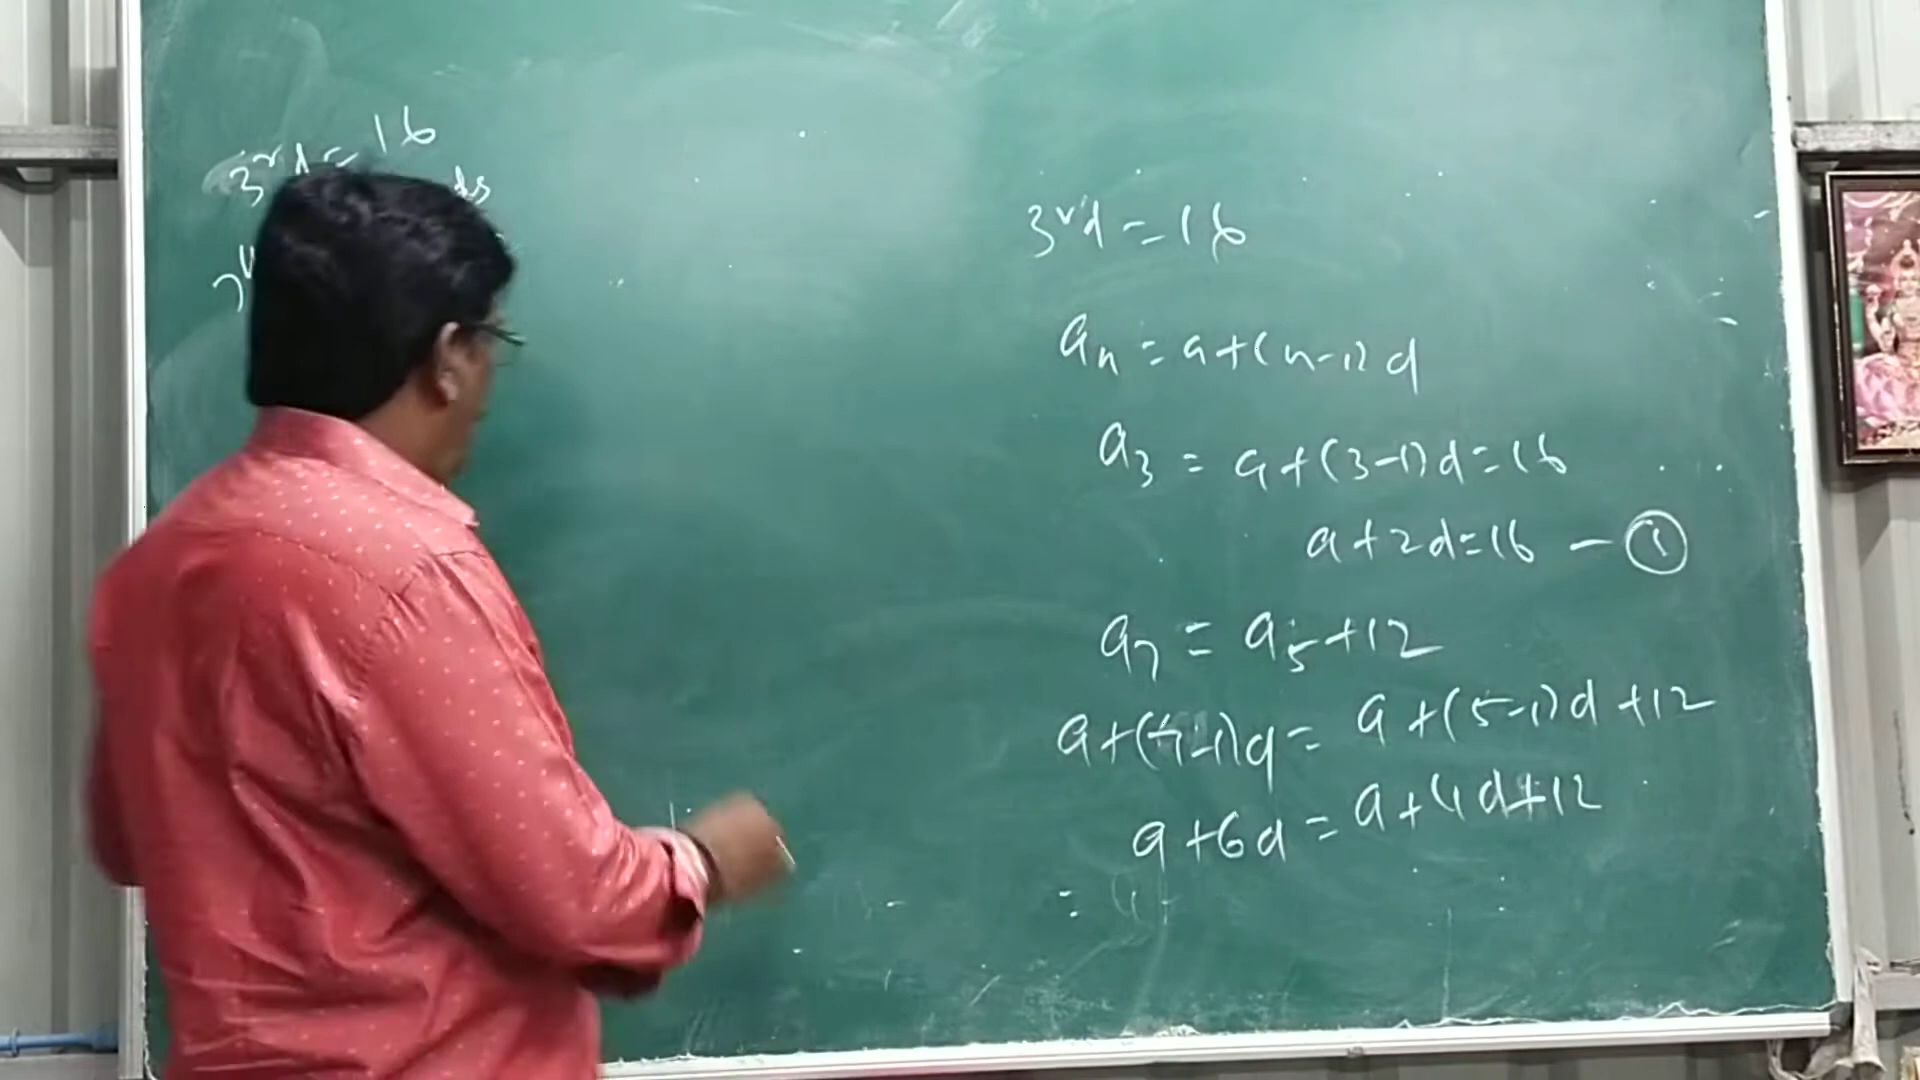 3rd = 16
ds
3rd = 16
an = a+(n-1)d
a3 = a+(3-1)d=16
a+2d=16 - ①
a7 = a5+12
a+(7-1)d = a+(5-1)d+12
a+6d = a+4d+12
=